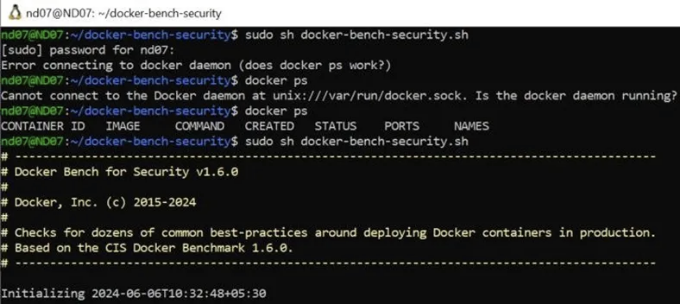 nd07@ND07: ~/docker-bench-security
nd07@ND07:~/docker-bench-security$ sudo sh docker-bench-security.sh
[sudo] password for nd07:
Error connecting to docker daemon (does docker ps work?)
nd07@ND07:~/docker-bench-security$ docker ps
Cannot connect to the Docker daemon at unix:///var/run/docker.sock. Is the docker daemon running?
nd07@ND07:~/docker-bench-security$ docker ps
CONTAINER ID   IMAGE     COMMAND   CREATED   STATUS    PORTS     NAMES
nd07@ND07:~/docker-bench-security$ sudo sh docker-bench-security.sh
# --------------------------------------------------------------------------------------------
# Docker Bench for Security v1.6.0
#
# Docker, Inc. (c) 2015-2024
#
# Checks for dozens of common best-practices around deploying Docker containers in production.
# Based on the CIS Docker Benchmark 1.6.0.
# --------------------------------------------------------------------------------------------
Initializing 2024-06-06T10:32:48+05:30